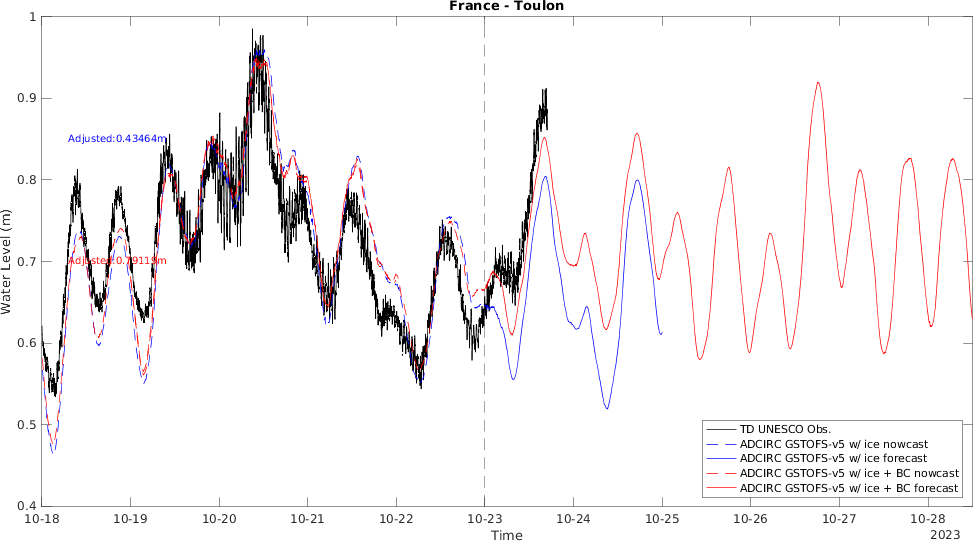 France - Toulon
Water Level (m)
1
0.9
0.8
0.7
0.6
0.5
0.4
Adjusted:0.43464m
Adjusted:0.79119m
TD UNESCO Obs.
ADCIRC GSTOFS-v5 w/ ice nowcast
ADCIRC GSTOFS-v5 w/ ice forecast
ADCIRC GSTOFS-v5 w/ ice + BC nowcast
ADCIRC GSTOFS-v5 w/ ice + BC forecast
10-18 10-19 10-20 10-21 10-22 10-23 10-24 10-25 10-26 10-27 10-28
Time
2023